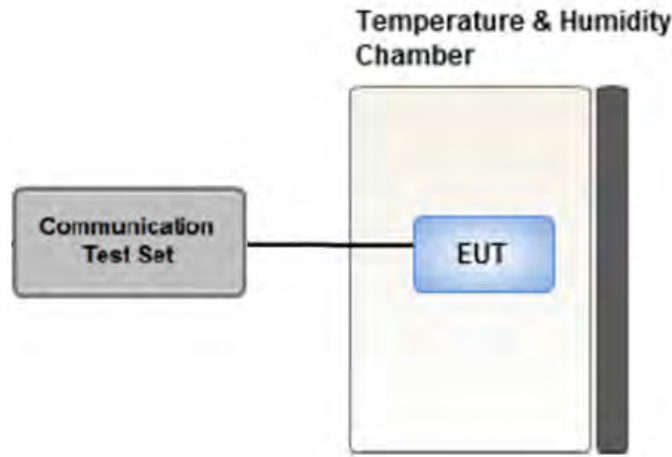 Temperature & Humidity
Chamber
Communication
Test Set
EUT